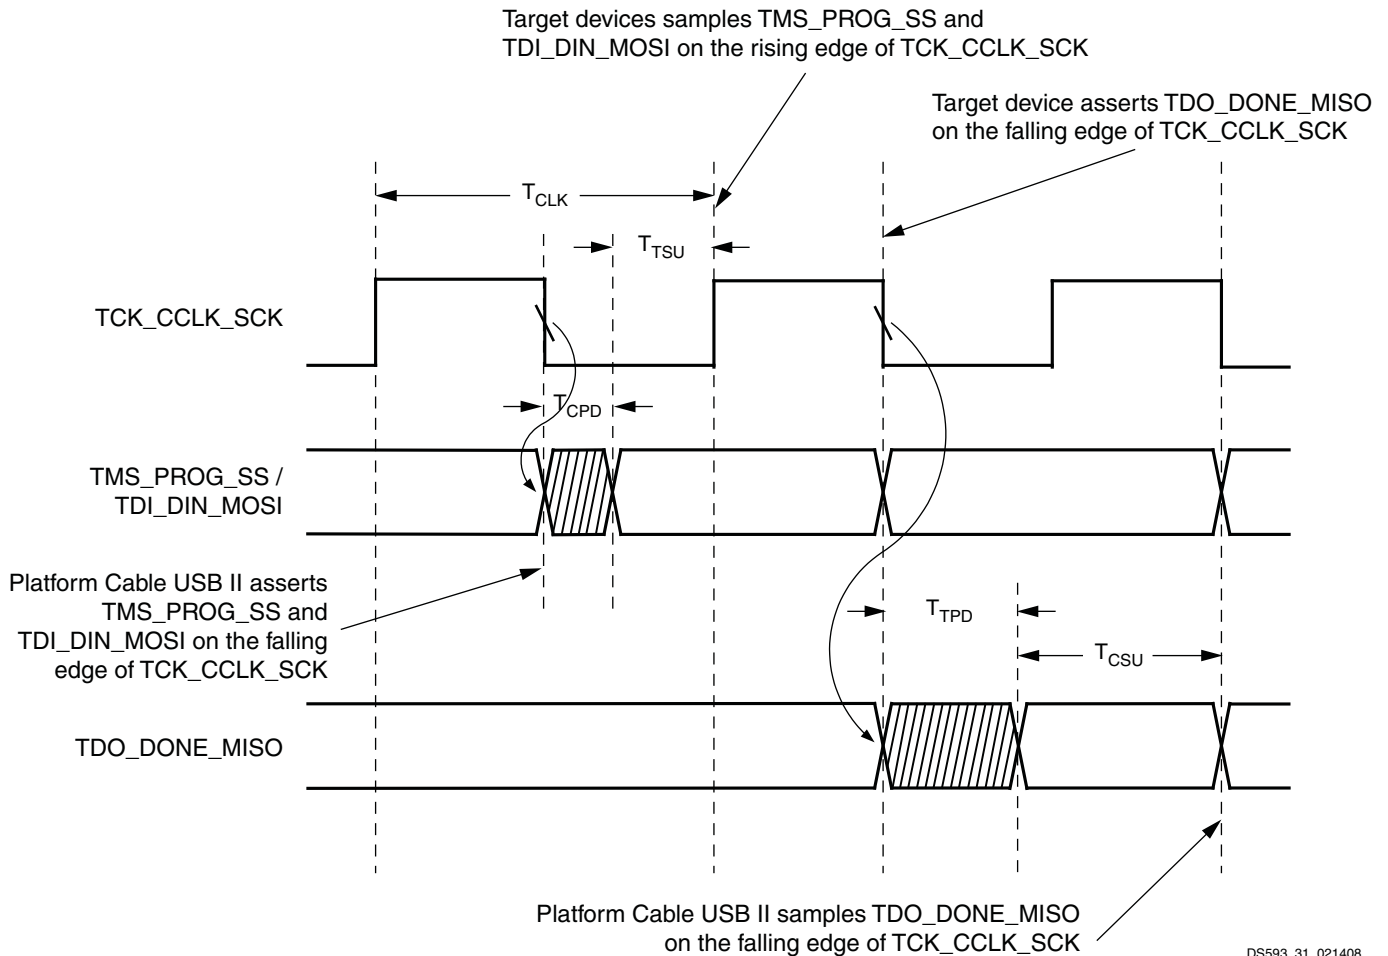 Target devices samples TMS_PROG_SS and
TDI_DIN_MOSI on the rising edge of TCK_CCLK_SCK
Target device asserts TDO_DONE_MISO
on the falling edge of TCK_CCLK_SCK
TCLK
TTSU
TCK_CCLK_SCK
TCPD
TMS_PROG_SS /
TDI_DIN_MOSI
Platform Cable USB II asserts
TMS_PROG_SS and
TDI_DIN_MOSI on the falling
edge of TCK_CCLK_SCK
TTPD
TCSU
TDO_DONE_MISO
Platform Cable USB II samples TDO_DONE_MISO
on the falling edge of TCK_CCLK_SCK
DS593_31_021408